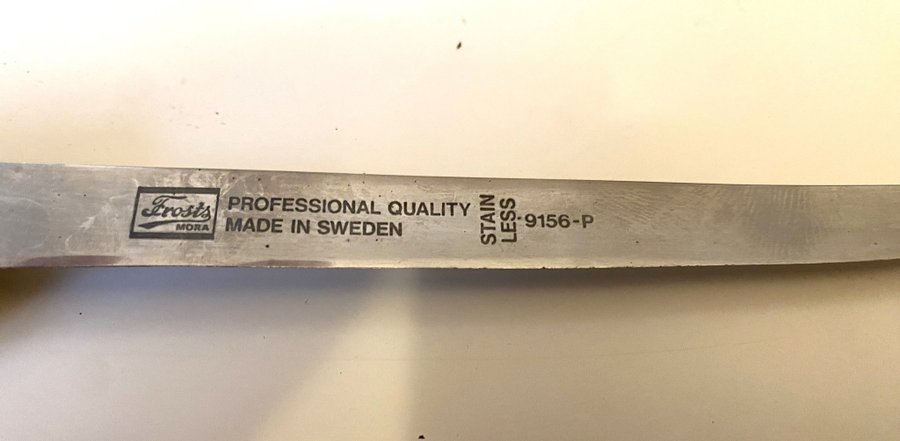 Frosts
MORA
PROFESSIONAL QUALITY
MADE IN SWEDEN
STAIN
LESS
9156-P